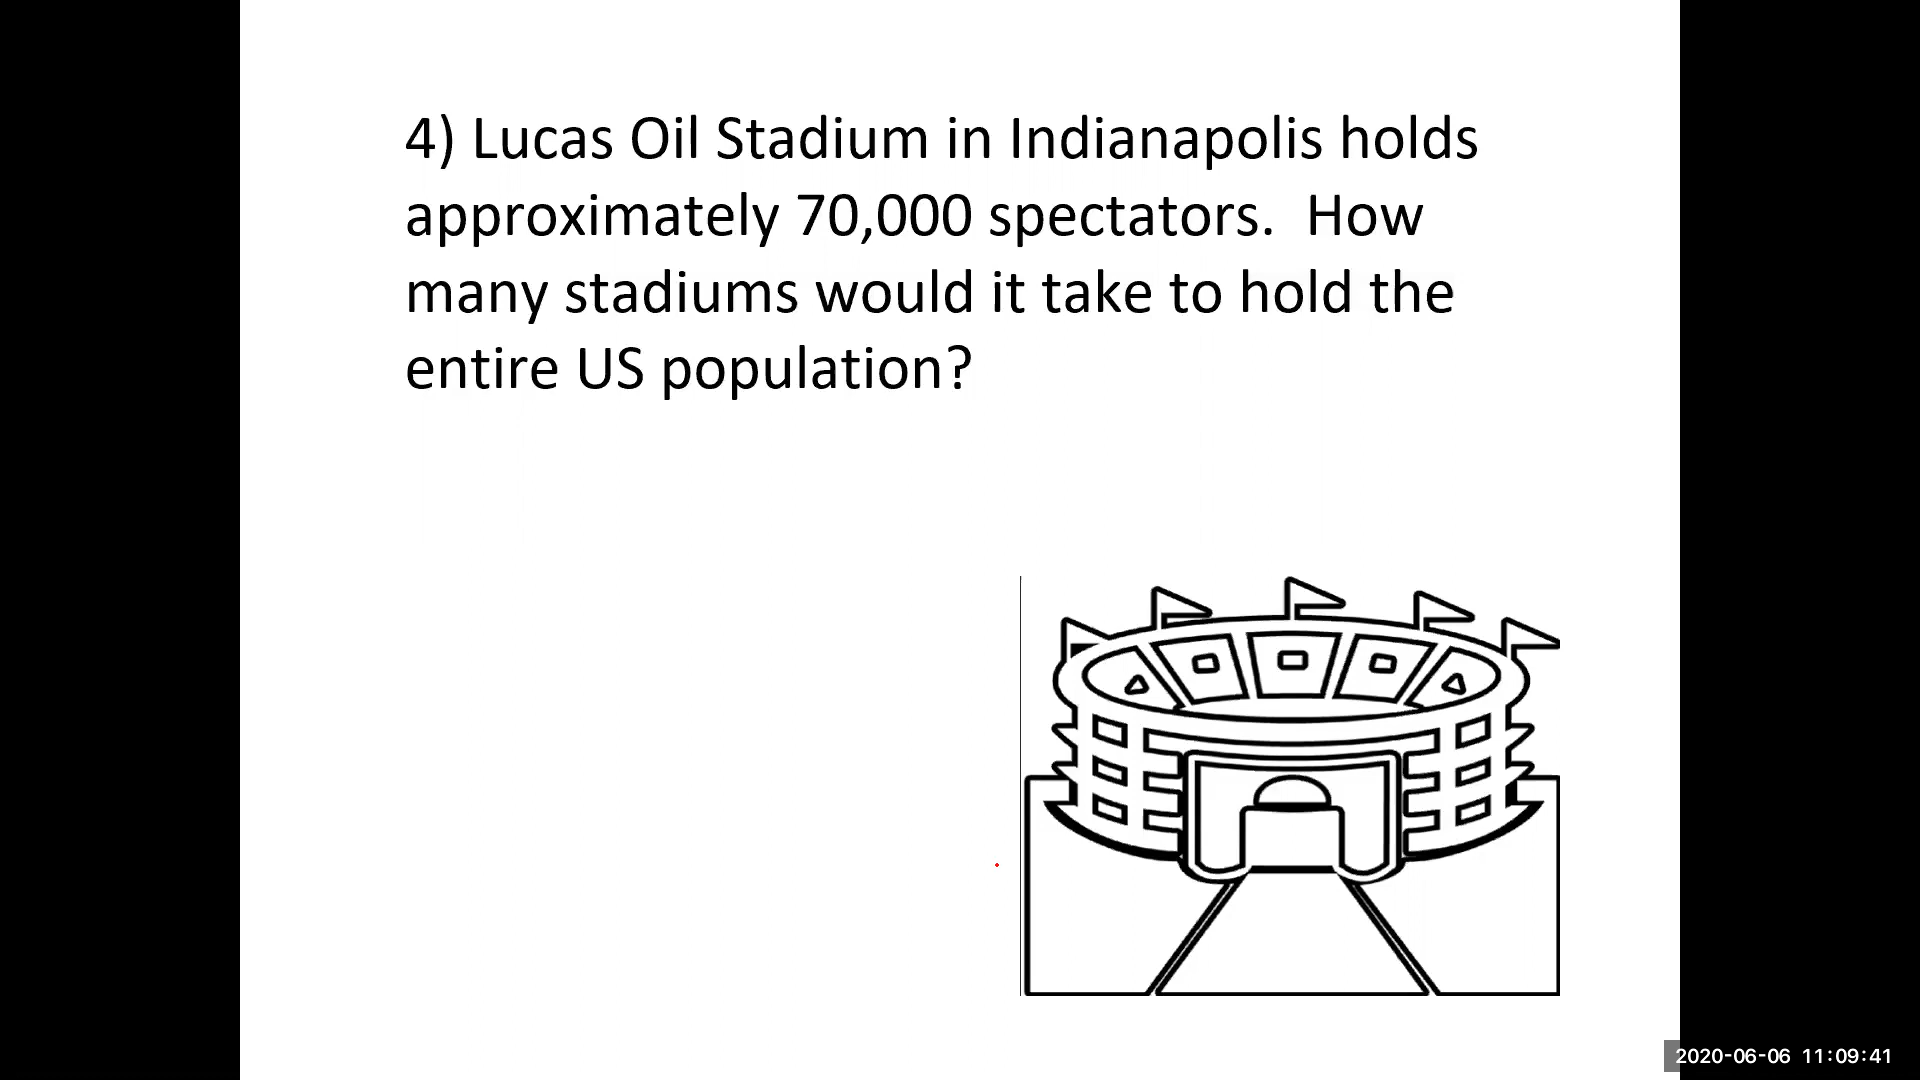 4) Lucas Oil Stadium in Indianapolis holds
approximately 70,000 spectators.  How
many stadiums would it take to hold the
entire US population?
2020-06-06 11:09:41